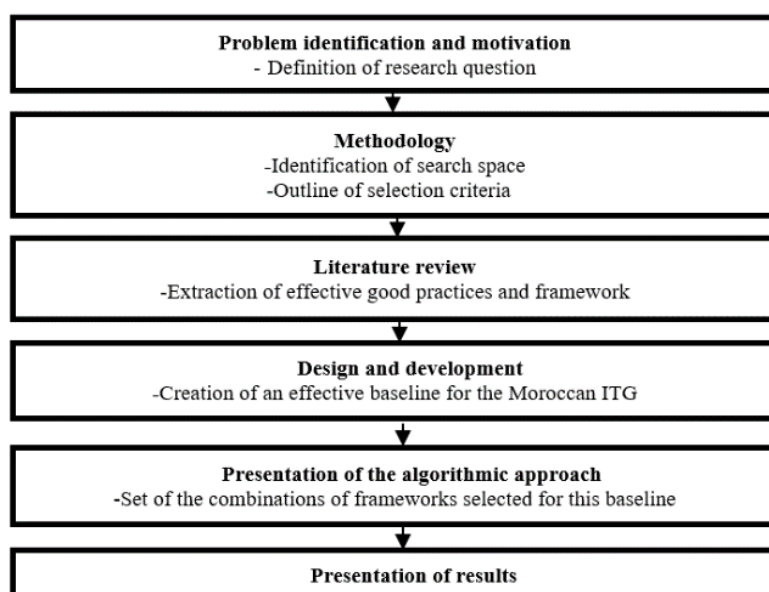 Problem identification and motivation
- Definition of research question
Methodology
-Identification of search space
-Outline of selection criteria
Literature review
-Extraction of effective good practices and framework
Design and development
-Creation of an effective baseline for the Moroccan ITG
Presentation of the algorithmic approach
-Set of the combinations of frameworks selected for this baseline
Presentation of results